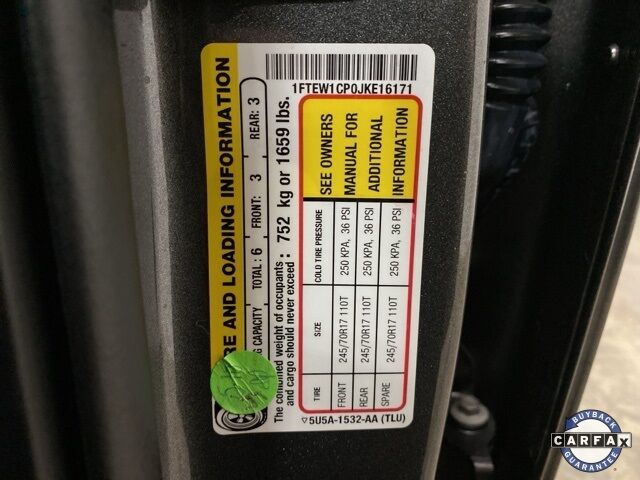 1FTEW1CP0JKE16171
RE AND LOADING INFORMATION
G CAPACITY TOTAL : 6 FRONT: 3 REAR: 3
The combined weight of occupants
and cargo should never exceed : 752 kg or 1659 lbs.
TIRE SIZE COLD TIRE PRESSURE SEE OWNERS
FRONT 245/70R17 110T 250 KPA, 36 PSI MANUAL FOR
REAR 245/70R17 110T 250 KPA, 36 PSI ADDITIONAL
SPARE 245/70R17 110T 250 KPA, 36 PSI INFORMATION
5U5A-1532-AA (TLU)
BUYBACK
CARFAX
GUARANTEE